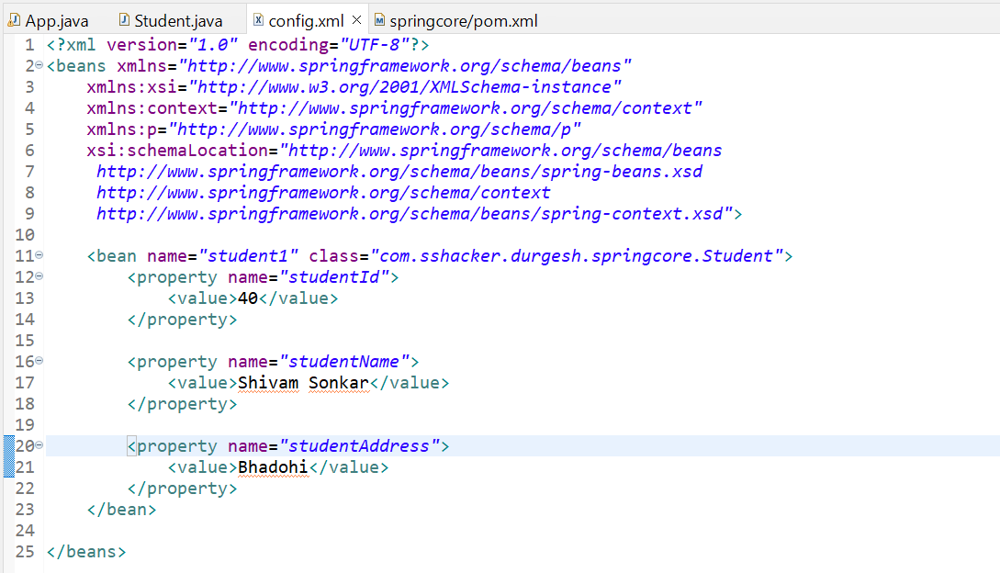 App.java Student.java config.xml springcore/pom.xml
1 <?xml version="1.0" encoding="UTF-8"?>
2 <beans xmlns="http://www.springframework.org/schema/beans"
3 xmlns:xsi="http://www.w3.org/2001/XMLSchema-instance"
4 xmlns:context="http://www.springframework.org/schema/context"
5 xmlns:p="http://www.springframework.org/schema/p"
6 xsi:schemaLocation="http://www.springframework.org/schema/beans
7 http://www.springframework.org/schema/beans/spring-beans.xsd
8 http://www.springframework.org/schema/context
9 http://www.springframework.org/schema/beans/spring-context.xsd">
10
11 <bean name="student1" class="com.sshacker.durgesh.springcore.Student">
12 <property name="studentId">
13 <value>40</value>
14 </property>
15
16 <property name="studentName">
17 <value>Shivam Sonkar</value>
18 </property>
19
20 <property name="studentAddress">
21 <value>Bhadohi</value>
22 </property>
23 </bean>
24
25 </beans>